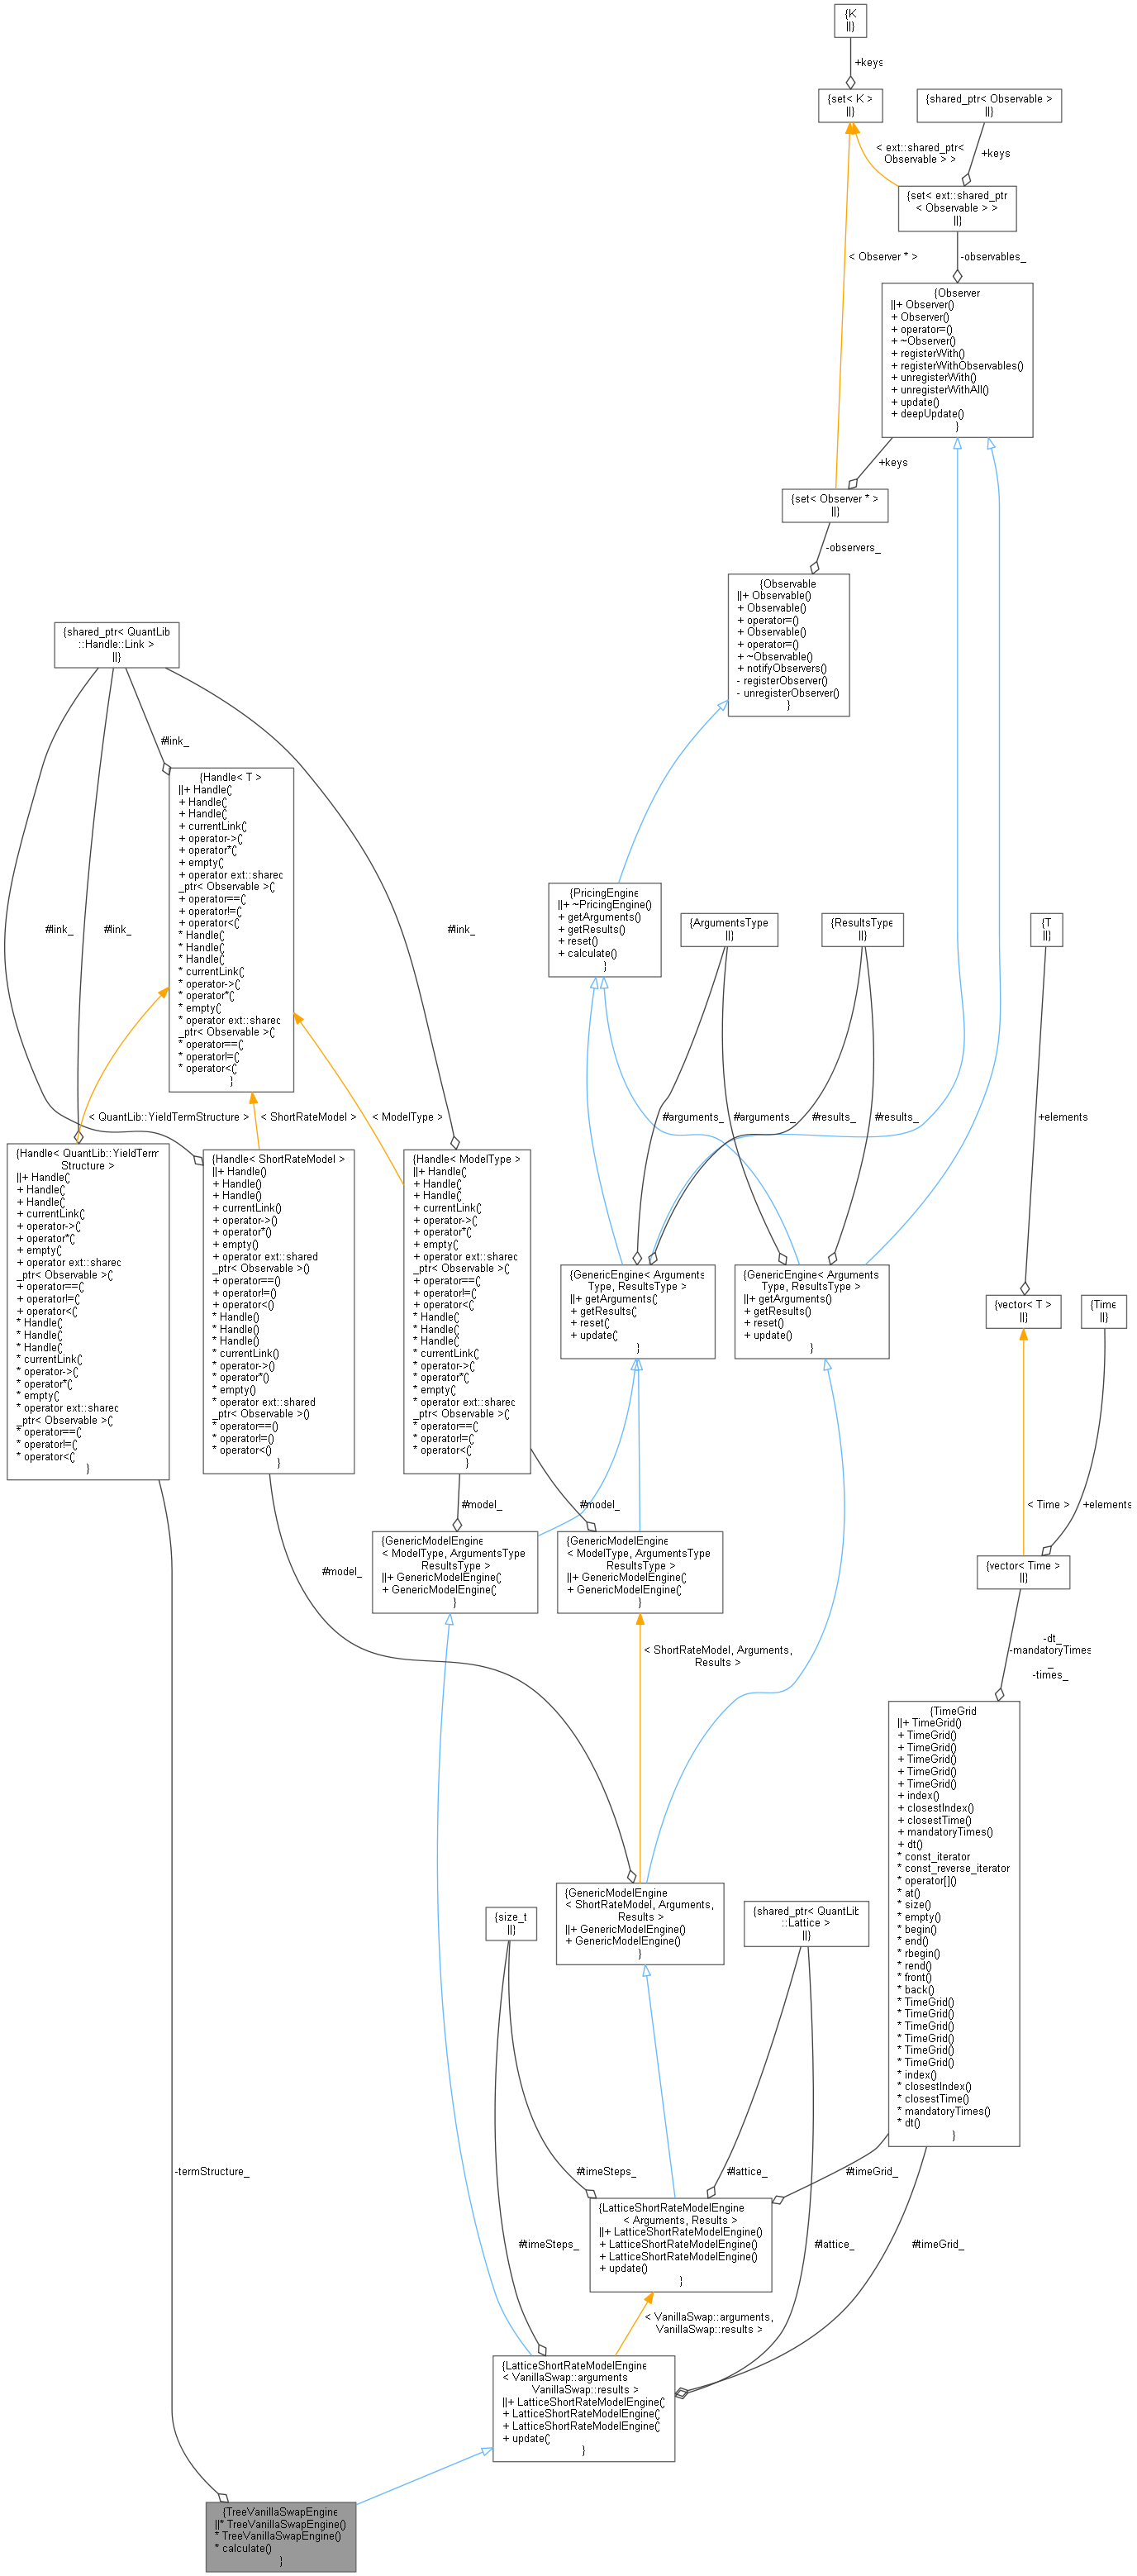 {K
||}
+keys
{set< K >
||}
{shared_ptr< Observable >
||}
< ext::shared_ptr<
Observable > >
+keys
{set< ext::shared_ptr
< Observable > >
||}
< Observer * >
-observables_
{Observer
||+ Observer()
+ Observer()
+ operator=()
+ ~Observer()
+ registerWith()
+ registerWithObservables()
+ unregisterWith()
+ unregisterWithAll()
+ update()
+ deepUpdate()
}
+keys
{set< Observer * >
||}
-observers_
{Observable
||+ Observable()
+ Observable()
+ operator=()
+ Observable()
+ operator=()
+ ~Observable()
+ notifyObservers()
- registerObserver()
- unregisterObserver()
}
{shared_ptr< QuantLib
::Handle::Link >
||}
#link_
{Handle< T >
||+ Handle(
+ Handle(
+ Handle(
+ currentLink(
+ operator->(
+ operator*(
+ empty(
+ operator ext::shared
_ptr< Observable >(
+ operator==(
+ operator!=(
+ operator<(
* Handle(
* Handle(
* Handle(
* currentLink(
* operator->(
* operator*(
* empty(
* operator ext::shared
_ptr< Observable >(
* operator==(
* operator!=(
* operator<(
}
#link_
#link_
#link_
{PricingEngine
||+ ~PricingEngine()
+ getArguments()
+ getResults()
+ reset()
+ calculate()
}
{ArgumentsType
||}
{ResultsType
||}
{T
||}
< QuantLib::YieldTermStructure >
< ShortRateModel >
< ModelType >
#arguments_
#arguments_
#results_
#results_
+elements
{Handle< QuantLib::YieldTerm
Structure >
||+ Handle(
+ Handle(
+ Handle(
+ currentLink(
+ operator->(
+ operator*(
+ empty(
+ operator ext::shared
_ptr< Observable >(
+ operator==(
+ operator!=(
+ operator<(
* Handle(
* Handle(
* Handle(
* currentLink(
* operator->(
* operator*(
* empty(
* operator ext::shared
_ptr< Observable >(
* operator==(
* operator!=(
* operator<(
}
{Handle< ShortRateModel >
||+ Handle()
+ Handle()
+ Handle()
+ currentLink()
+ operator->()
+ operator*()
+ empty()
+ operator ext::shared
_ptr< Observable >()
+ operator==()
+ operator!=()
+ operator<()
* Handle()
* Handle()
* Handle()
* currentLink()
* operator->()
* operator*()
* empty()
* operator ext::shared
_ptr< Observable >()
* operator==()
* operator!=()
* operator<()
}
{Handle< ModelType >
||+ Handle(
+ Handle(
+ Handle(
+ currentLink(
+ operator->(
+ operator*(
+ empty(
+ operator ext::shared
_ptr< Observable >(
+ operator==(
+ operator!=(
+ operator<(
* Handle(
* Handle(
* Handle(
* currentLink(
* operator->(
* operator*(
* empty(
* operator ext::shared
_ptr< Observable >(
* operator==(
* operator!=(
* operator<(
}
{GenericEngine< Arguments
Type, ResultsType >
||+ getArguments(
+ getResults(
+ reset(
+ update(
}
{GenericEngine< Arguments
Type, ResultsType >
||+ getArguments()
+ getResults()
+ reset()
+ update()
}
{vector< T >
||}
{Time
||}
#model_
#model_
< Time >
+elements
#model_
{GenericModelEngine
< ModelType, ArgumentsType
ResultsType >
||+ GenericModelEngine(
+ GenericModelEngine(
}
{GenericModelEngine
< ModelType, ArgumentsType
ResultsType >
||+ GenericModelEngine(
+ GenericModelEngine(
}
{vector< Time >
||}
< ShortRateModel, Arguments,
Results >
-dt_
-mandatoryTimes
_
-times_
{TimeGrid
||+ TimeGrid()
+ TimeGrid()
+ TimeGrid()
+ TimeGrid()
+ TimeGrid()
+ TimeGrid()
+ index()
+ closestIndex()
+ closestTime()
+ mandatoryTimes()
+ dt()
* const_iterator
* const_reverse_iterator
* operator[]()
* at()
* size()
* empty()
* begin()
* end()
* rbegin()
* rend()
* front()
* back()
* TimeGrid()
* TimeGrid()
* TimeGrid()
* TimeGrid()
* TimeGrid()
* TimeGrid()
* index()
* closestIndex()
* closestTime()
* mandatoryTimes()
* dt()
}
{GenericModelEngine
< ShortRateModel, Arguments,
Results >
||+ GenericModelEngine()
+ GenericModelEngine()
}
{size_t
||}
{shared_ptr< QuantLib
::Lattice >
||}
-termStructure_
#timeSteps_
#lattice_
#timeGrid_
{LatticeShortRateModelEngine
< Arguments, Results >
||+ LatticeShortRateModelEngine()
+ LatticeShortRateModelEngine()
+ LatticeShortRateModelEngine()
+ update()
}
#timeSteps_
#lattice_
#timeGrid_
< VanillaSwap::arguments,
VanillaSwap::results >
{LatticeShortRateModelEngine
< VanillaSwap::arguments
VanillaSwap::results >
||+ LatticeShortRateModelEngine(
+ LatticeShortRateModelEngine(
+ LatticeShortRateModelEngine(
+ update(
}
{TreeVanillaSwapEngine
||* TreeVanillaSwapEngine()
* TreeVanillaSwapEngine()
* calculate()
}